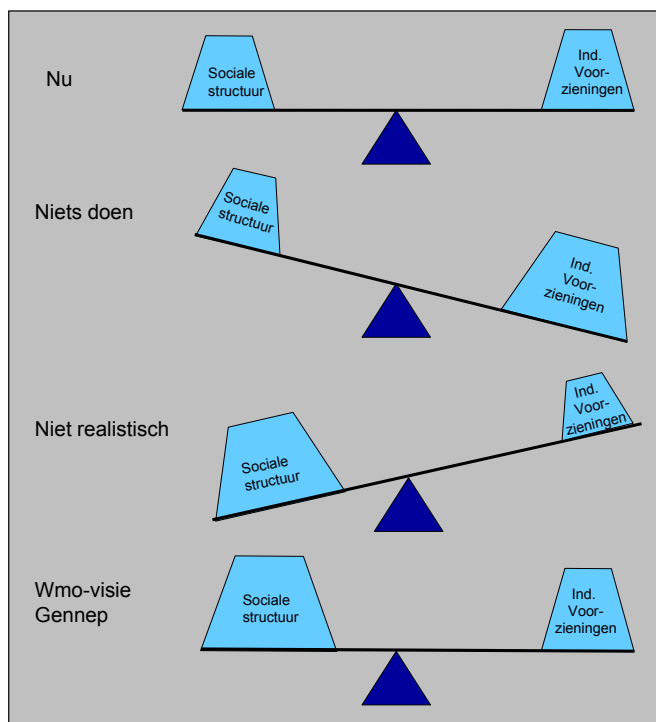 Nu
Sociale
structuur
Ind.
Voor-
zieningen
Niets doen
Sociale
structuur
Ind.
Voor-
zieningen
Niet realistisch
Sociale
structuur
Ind.
Voor-
zieningen
Wmo-visie
Gennep
Sociale
structuur
Ind.
Voor-
zieningen